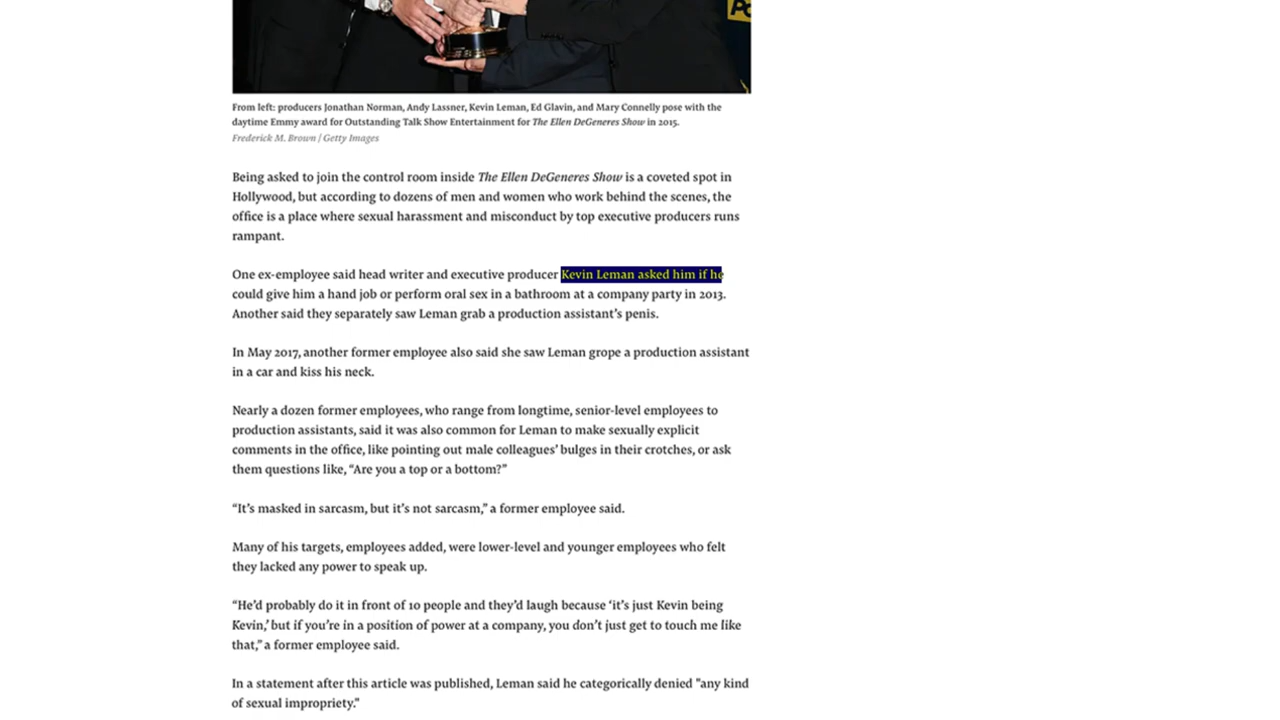 From left: producers Jonathan Norman, Andy Lassner, Kevin Leman, Ed Glavin, and Mary Connelly pose with the
daytime Emmy award for Outstanding Talk Show Entertainment for The Ellen DeGeneres Show in 2015.
Frederick M. Brown / Getty Images
Being asked to join the control room inside The Ellen DeGeneres Show is a coveted spot in
Hollywood, but according to dozens of men and women who work behind the scenes, the
office is a place where sexual harassment and misconduct by top executive producers runs
rampant.
One ex-employee said head writer and executive producer Kevin Leman asked him if he
could give him a hand job or perform oral sex in a bathroom at a company party in 2013.
Another said they separately saw Leman grab a production assistant’s penis.
In May 2017, another former employee also said she saw Leman grope a production assistant
in a car and kiss his neck.
Nearly a dozen former employees, who range from longtime, senior-level employees to
production assistants, said it was also common for Leman to make sexually explicit
comments in the office, like pointing out male colleagues’ bulges in their crotches, or ask
them questions like, “Are you a top or a bottom?”
“It’s masked in sarcasm, but it’s not sarcasm,” a former employee said.
Many of his targets, employees added, were lower-level and younger employees who felt
they lacked any power to speak up.
“He’d probably do it in front of 10 people and they’d laugh because ‘it’s just Kevin being
Kevin,’ but if you’re in a position of power at a company, you don’t just get to touch me like
that,” a former employee said.
In a statement after this article was published, Leman said he categorically denied "any kind
of sexual impropriety."